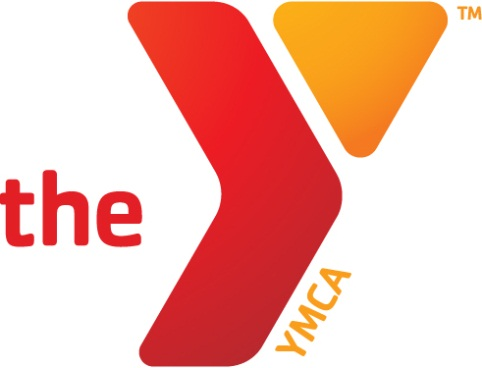 the Y
YMCA
™